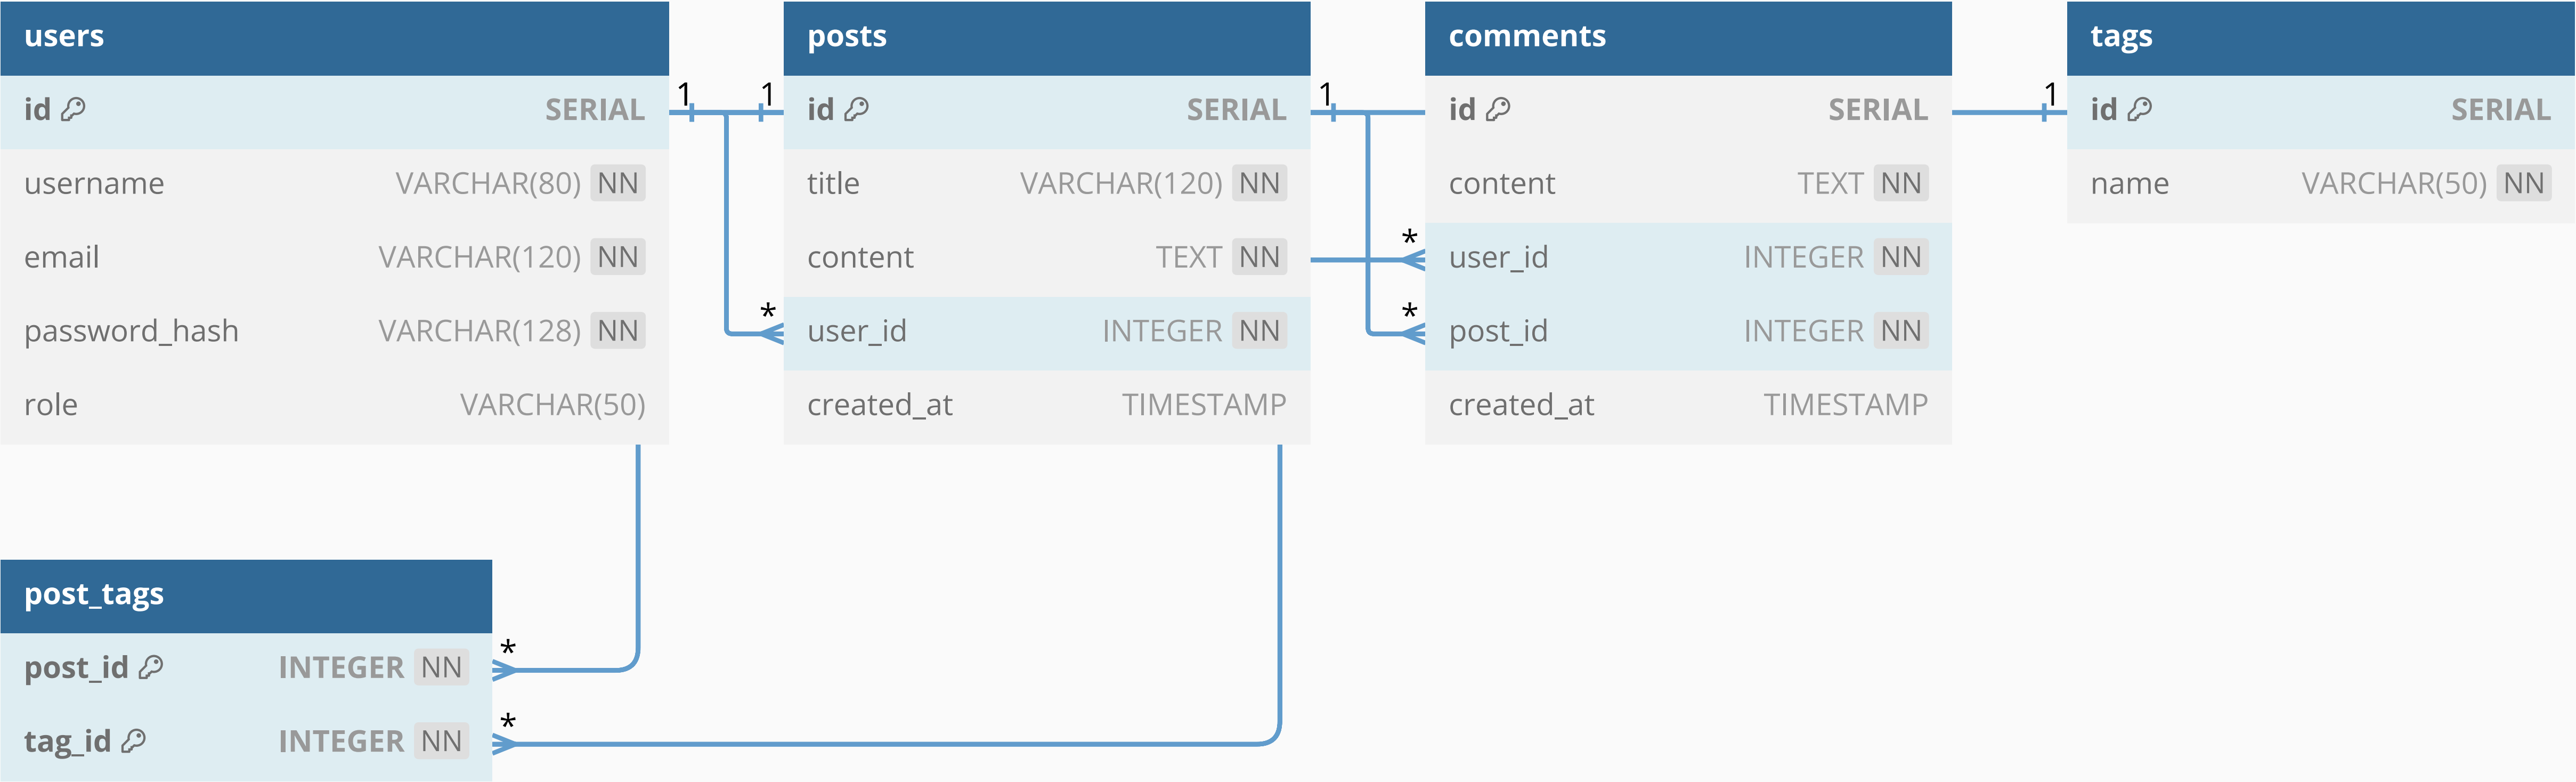 users
id SERIAL
username VARCHAR(80) NN
email VARCHAR(120) NN
password_hash VARCHAR(128) NN
role VARCHAR(50)
1
1
*
posts
id SERIAL
title VARCHAR(120) NN
content TEXT NN
user_id INTEGER NN
created_at TIMESTAMP
1
*
*
comments
id SERIAL
content TEXT NN
user_id INTEGER NN
post_id INTEGER NN
created_at TIMESTAMP
1
tags
id SERIAL
name VARCHAR(50) NN
post_tags
post_id INTEGER NN *
tag_id INTEGER NN *